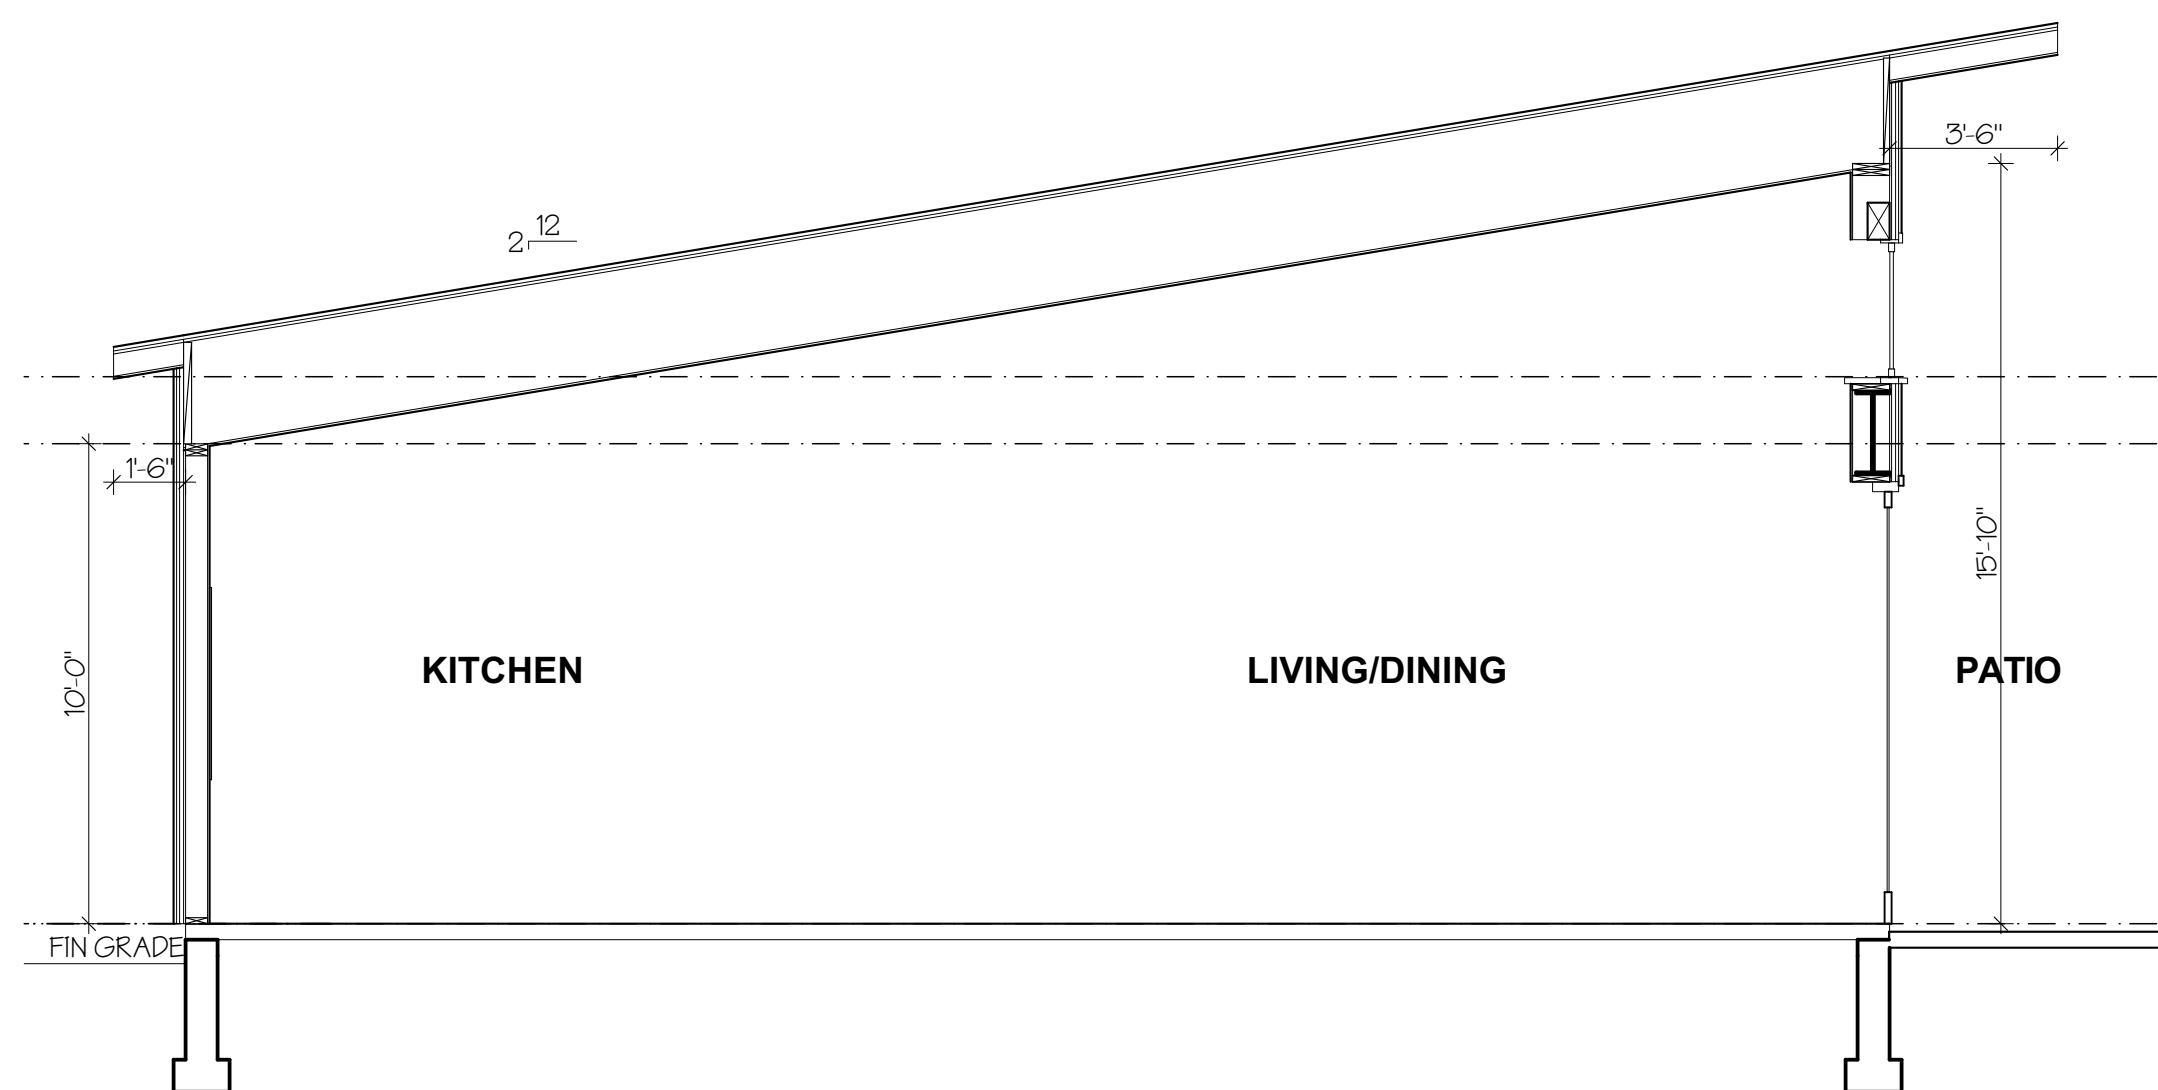 3'-6"
12
2
1'-6"
15'-10"
10'-0"
KITCHEN
LIVING/DINING
PATIO
FIN GRADE